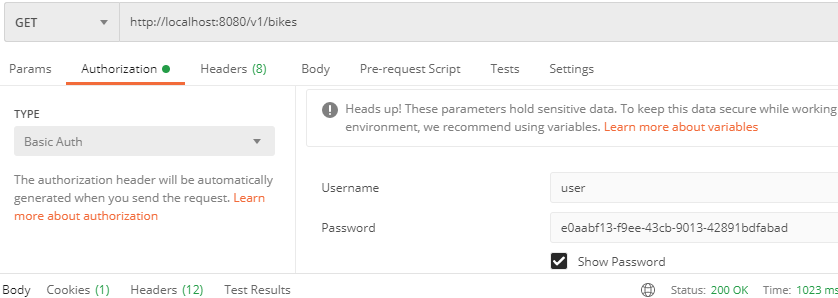 GET http://localhost:8080/v1/bikes
Params Authorization Headers (8) Body Pre-request Script Tests Settings
TYPE
Basic Auth
The authorization header will be automatically
generated when you send the request. Learn
more about authorization
Heads up! These parameters hold sensitive data. To keep this data secure while working
environment, we recommend using variables. Learn more about variables
Username user
Password e0aabf13-f9ee-43cb-9013-42891bdfabad
Show Password
Body Cookies (1) Headers (12) Test Results Status: 200 OK Time: 1023 ms